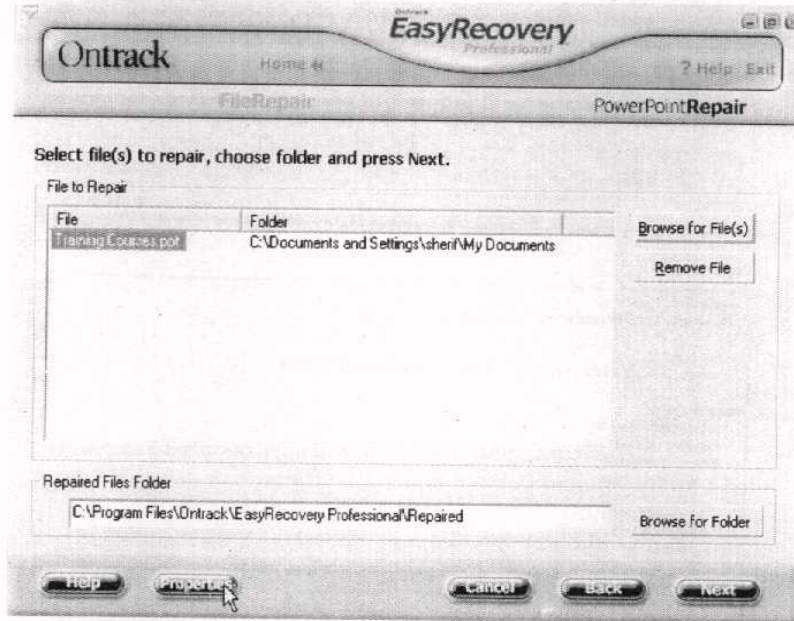 Ontrack
EasyRecovery
Professional
Ontrack
Home «
? Help Exit
FileRepair
PowerPointRepair
Select file(s) to repair, choose folder and press Next.
File to Repair
File Folder
Training Courses.pot C:\Documents and Settings\sherif\My Documents
Browse for File(s)
Remove File
Repaired Files Folder
C:\Program Files\Ontrack\EasyRecovery Professional\Repaired
Browse for Folder
Help Properties Cancel Back Next